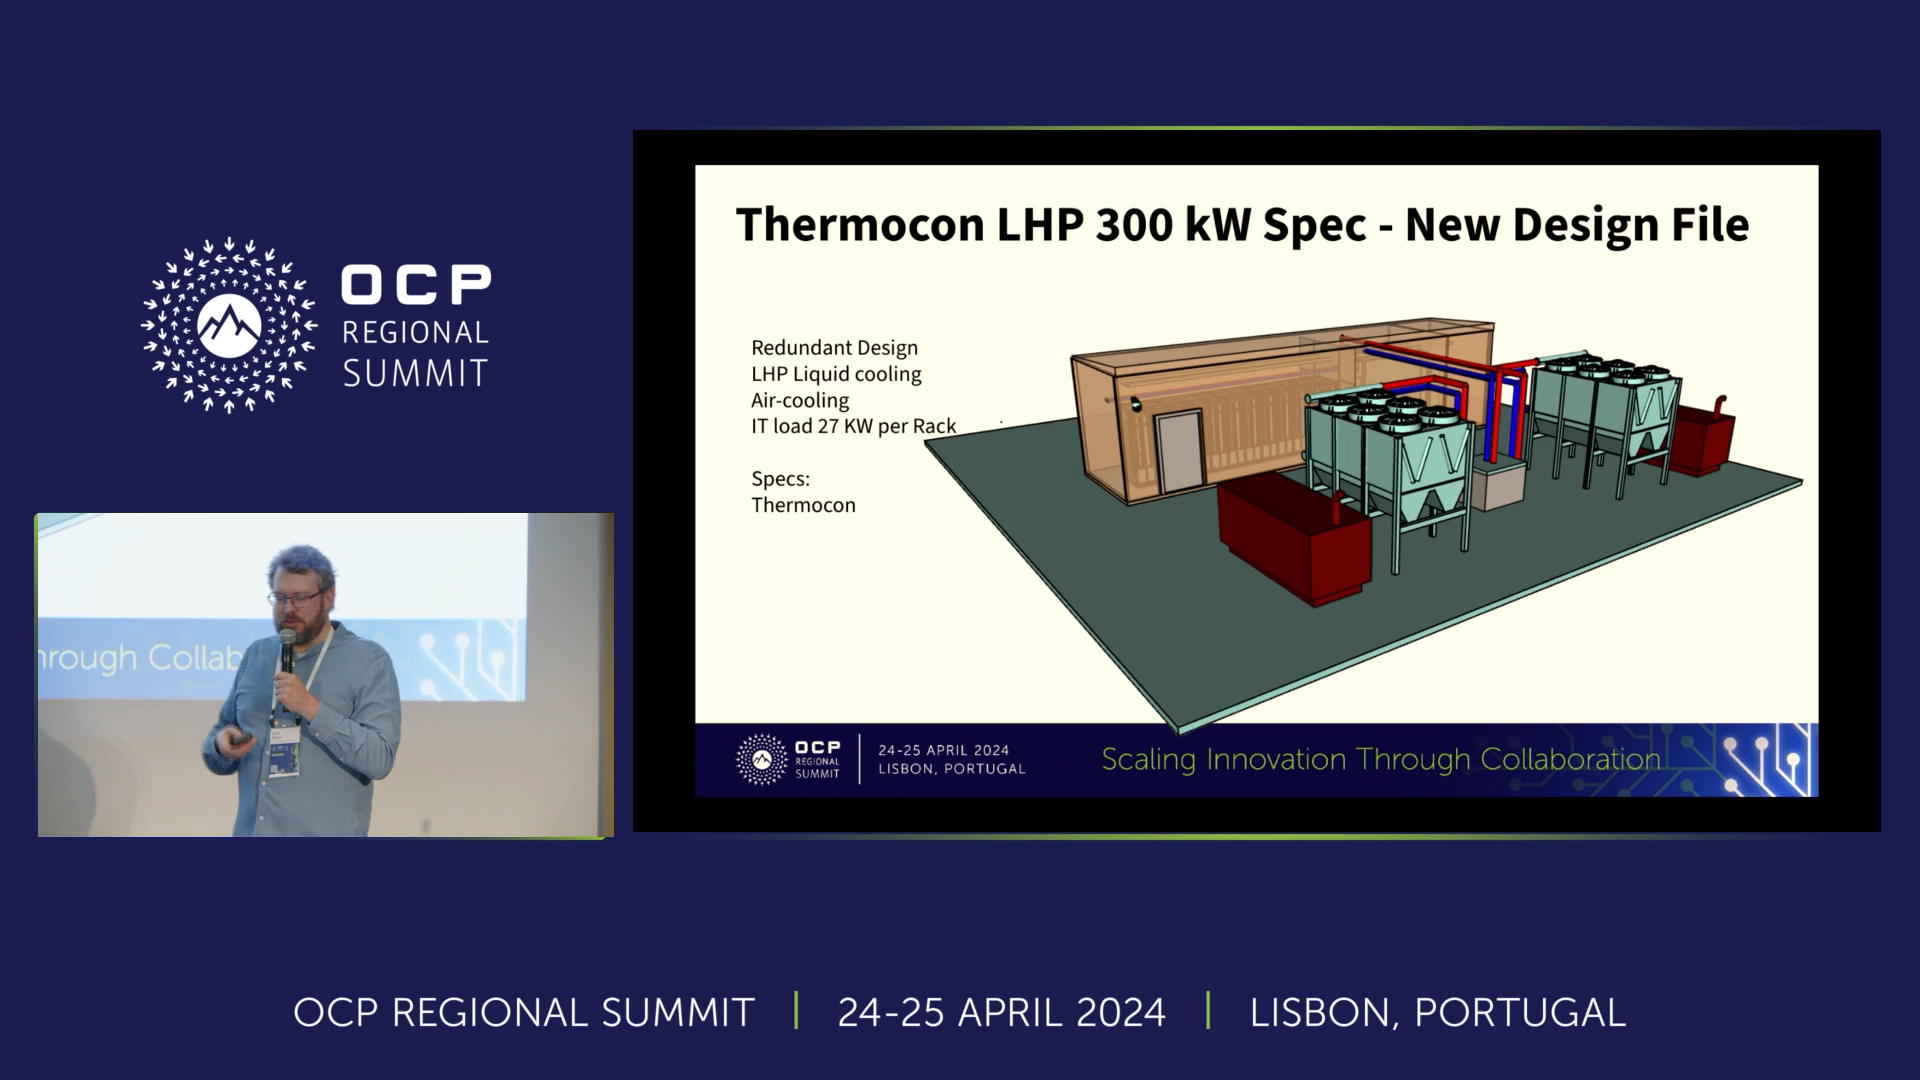 OCP
REGIONAL
SUMMIT
Thermocon LHP 300 kW Spec - New Design File
Redundant Design
LHP Liquid cooling
Air-cooling
IT load 27 KW per Rack
Specs:
Thermocon
OCP
REGIONAL
SUMMIT
24-25 APRIL 2024
LISBON, PORTUGAL
Scaling Innovation Through Collaboration
hrough Collab
OCP REGIONAL SUMMIT | 24-25 APRIL 2024 | LISBON, PORTUGAL